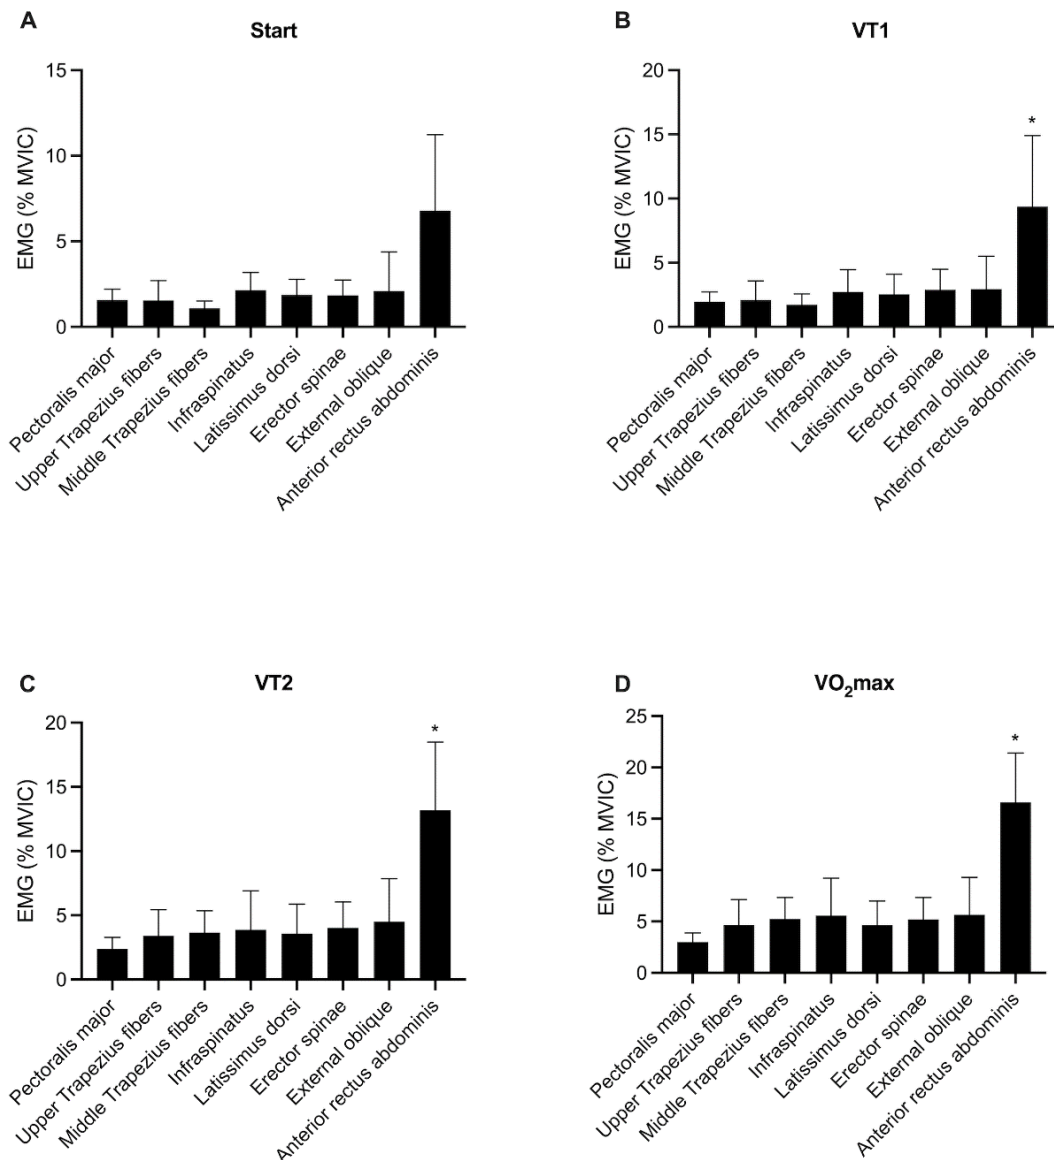 A
Start
EMG (% MVIC)
15
10
5
0
Pectoralis major
Upper Trapezius fibers
Middle Trapezius fibers
Infraspinatus
Latissimus dorsi
Erector spinae
External oblique
Anterior rectus abdominis
B
VT1
EMG (% MVIC)
20
15
10
5
0
*
Pectoralis major
Upper Trapezius fibers
Middle Trapezius fibers
Infraspinatus
Latissimus dorsi
Erector spinae
External oblique
Anterior rectus abdominis
C
VT2
EMG (% MVIC)
20
15
10
5
0
*
Pectoralis major
Upper Trapezius fibers
Middle Trapezius fibers
Infraspinatus
Latissimus dorsi
Erector spinae
External oblique
Anterior rectus abdominis
D
VO₂max
EMG (% MVIC)
25
20
15
10
5
0
*
Pectoralis major
Upper Trapezius fibers
Middle Trapezius fibers
Infraspinatus
Latissimus dorsi
Erector spinae
External oblique
Anterior rectus abdominis